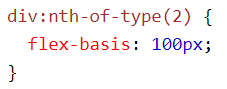 div:nth-of-type(2) {
  flex-basis: 100px;
}